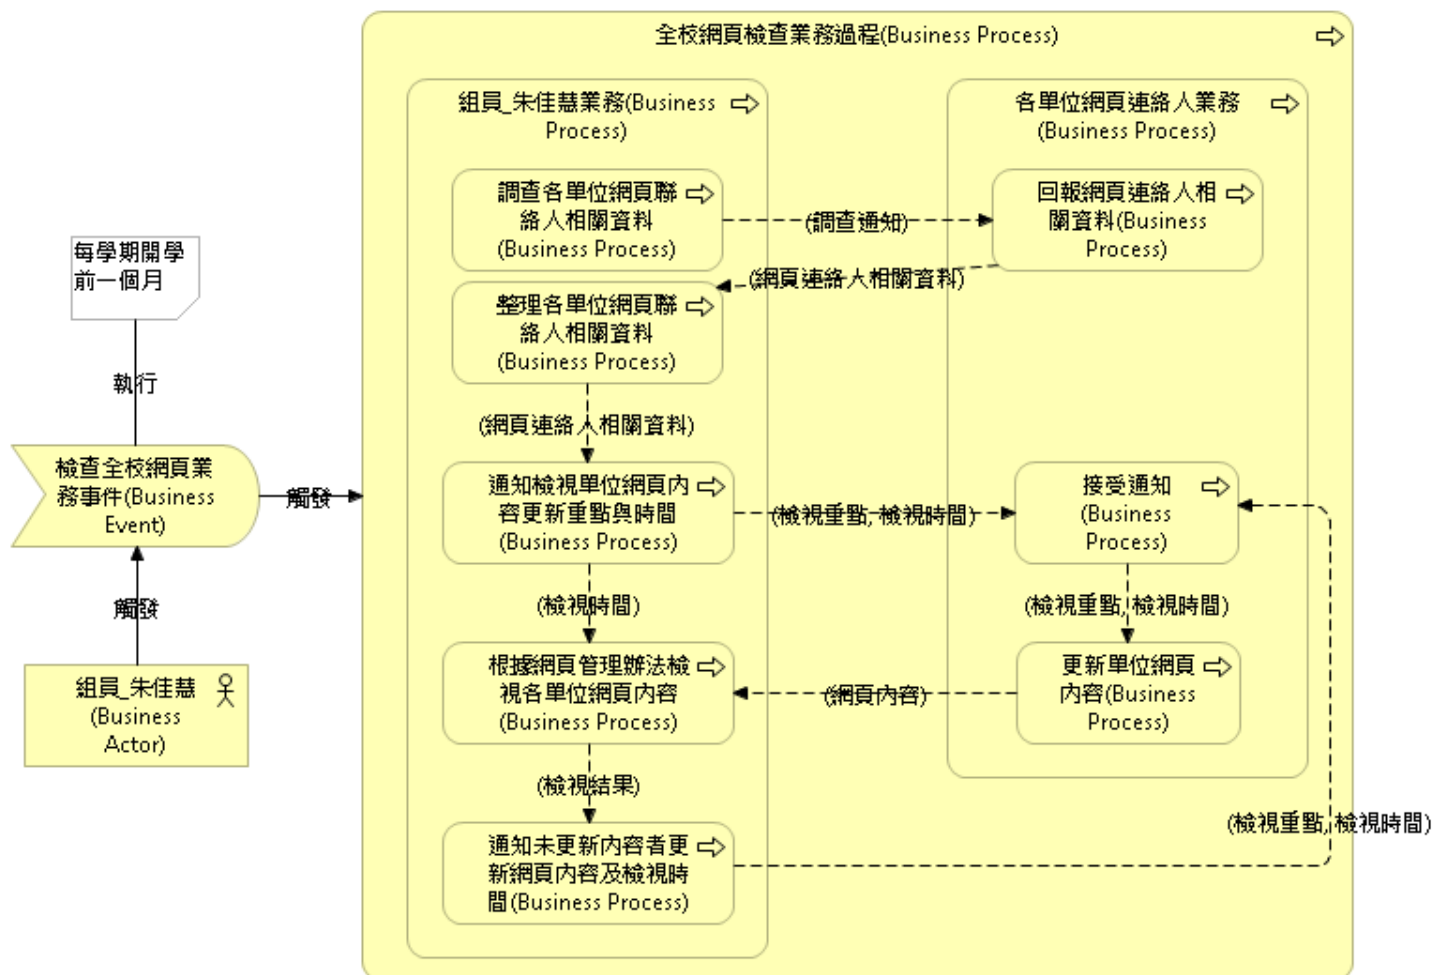 全校網頁檢查業務過程(Business Process)
組員_朱佳慧業務(Business
Process)
各單位網頁連絡人業務
(Business Process)
調查各單位網頁聯
絡人相關資料
(Business Process)
(調查通知)
回報網頁連絡人相
關資料(Business
Process)
每學期開學
前一個月
(網頁連絡人相關資料)
整理各單位網頁聯
絡人相關資料
(Business Process)
執行
(網頁連絡人相關資料)
檢查全校網頁業
務事件(Business
Event)
觸發
通知檢視單位網頁內
容更新重點與時間
(Business Process)
(檢視重點, 檢視時間)
接受通知
(Business
Process)
觸發
(檢視時間)
(檢視重點, 檢視時間)
組員_朱佳慧
(Business
Actor)
根據網頁管理辦法檢
視各單位網頁內容
(Business Process)
(網頁內容)
更新單位網頁
內容(Business
Process)
(檢視結果)
(檢視重點, 檢視時間)
通知未更新內容者更
新網頁內容及檢視時
間(Business Process)